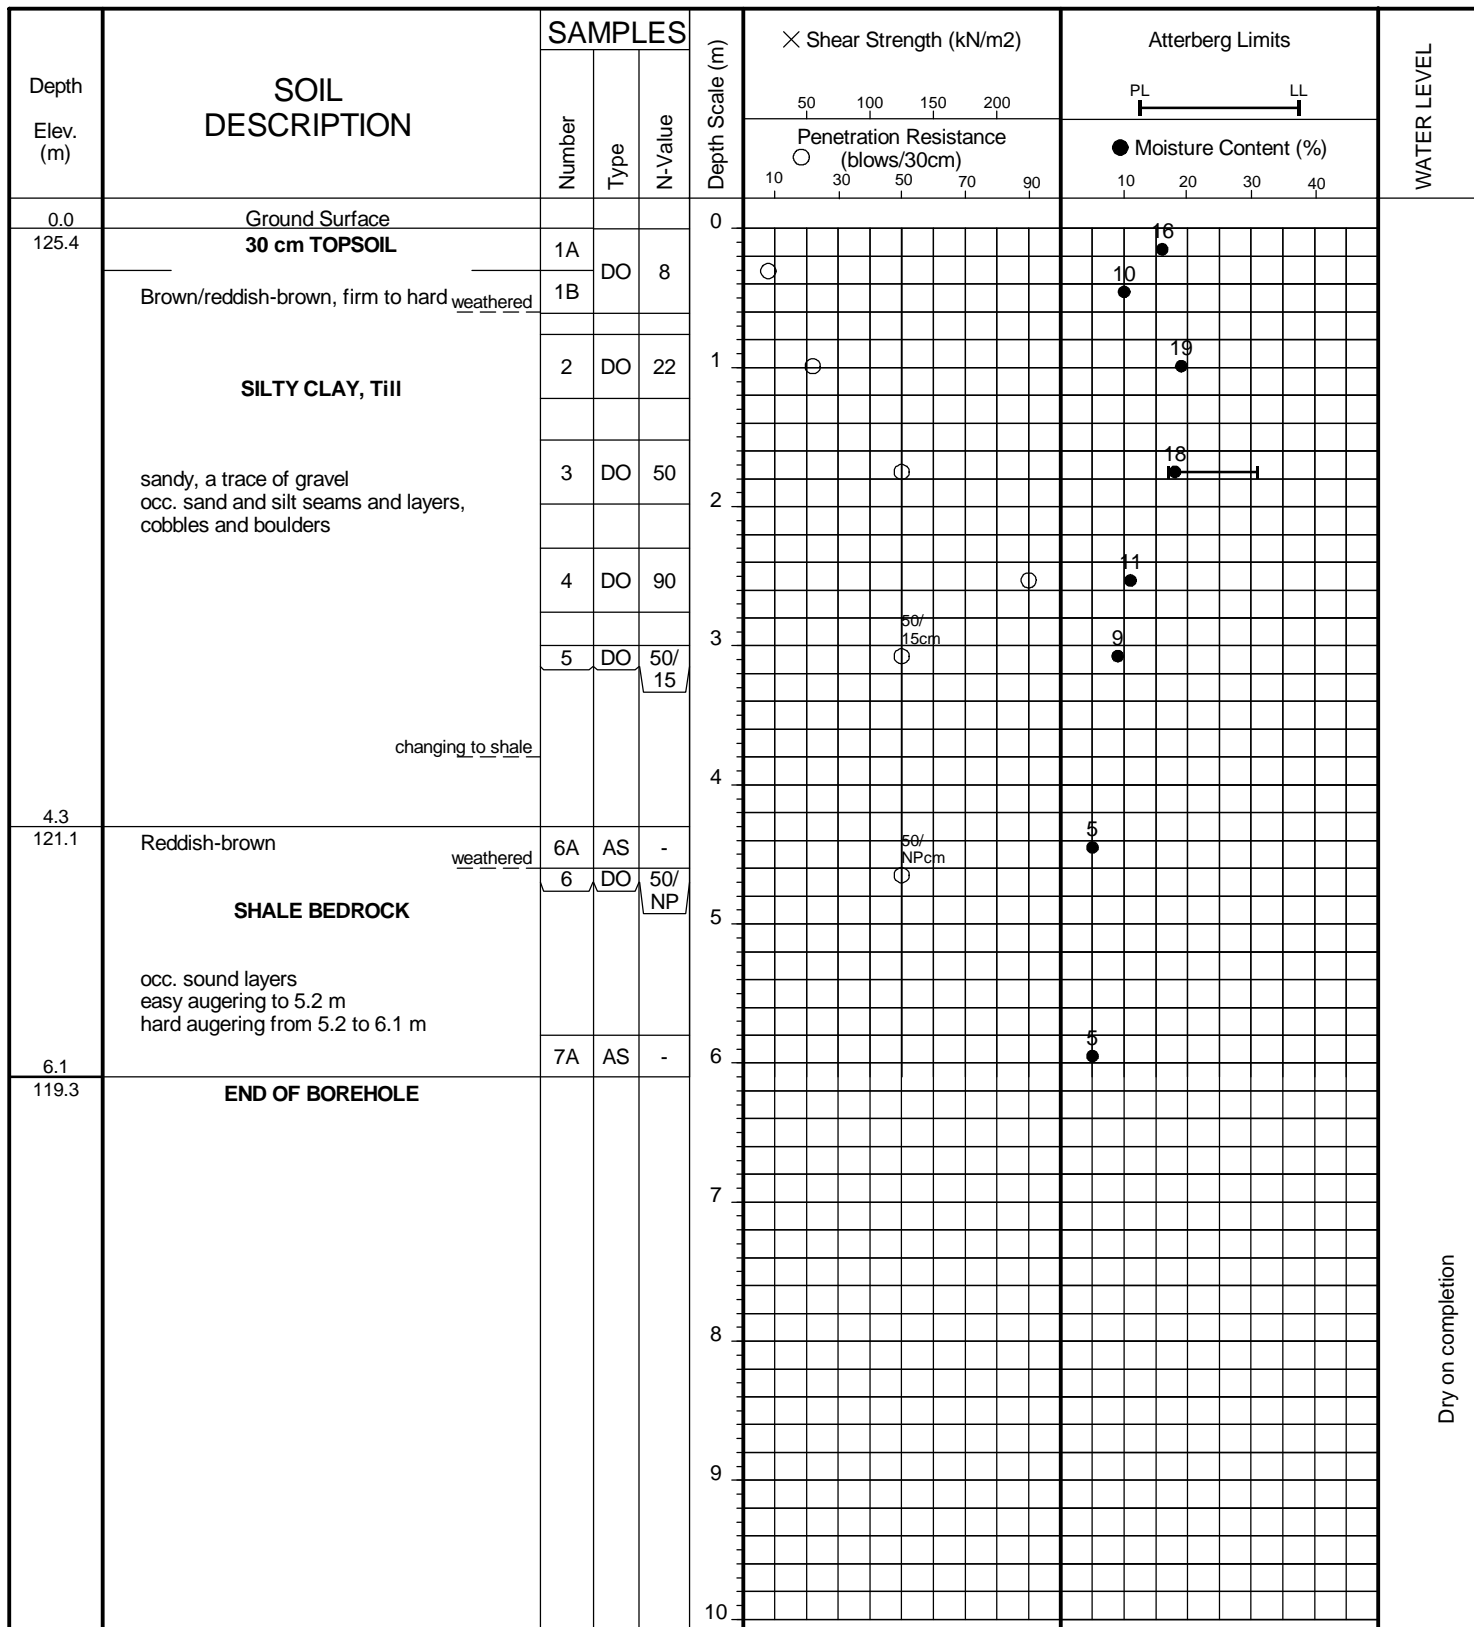 Depth
Elev.
(m)
SOIL
DESCRIPTION
SAMPLES
Number
Type
N-Value
Depth Scale (m)
× Shear Strength (kN/m2)
50 100 150 200
Penetration Resistance
(blows/30cm)
10 30 50 70 90
Atterberg Limits
PL LL
Moisture Content (%)
10 20 30 40
WATER LEVEL
0.0 Ground Surface 0
125.4 30 cm TOPSOIL 1A 16
DO 8
10
Brown/reddish-brown, firm to hard weathered 1B
19
2 DO 22 1
SILTY CLAY, Till
18
sandy, a trace of gravel 3 DO 50
occ. sand and silt seams and layers, 2
cobbles and boulders
11
4 DO 90
50/
15cm 9
3
5 DO 50/
15
changing to shale
4
4.3
121.1 Reddish-brown 6A AS - 50/ 5
weathered NPcm
6 DO 50/
NP
SHALE BEDROCK
5
occ. sound layers
easy augering to 5.2 m
hard augering from 5.2 to 6.1 m
5
7A AS - 6
6.1
119.3 END OF BOREHOLE
7
8
9
10
Dry on completion